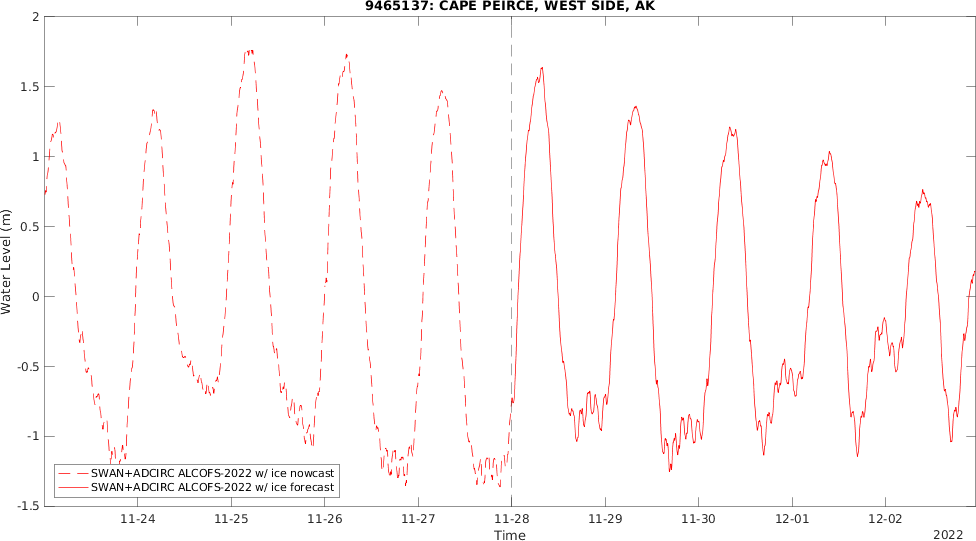 9465137: CAPE PEIRCE, WEST SIDE, AK
2
1.5
1
0.5
0
-0.5
-1
-1.5
Water Level (m)
SWAN+ADCIRC ALCOFS-2022 w/ ice nowcast
SWAN+ADCIRC ALCOFS-2022 w/ ice forecast
11-24 11-25 11-26 11-27 11-28 11-29 11-30 12-01 12-02
Time
2022